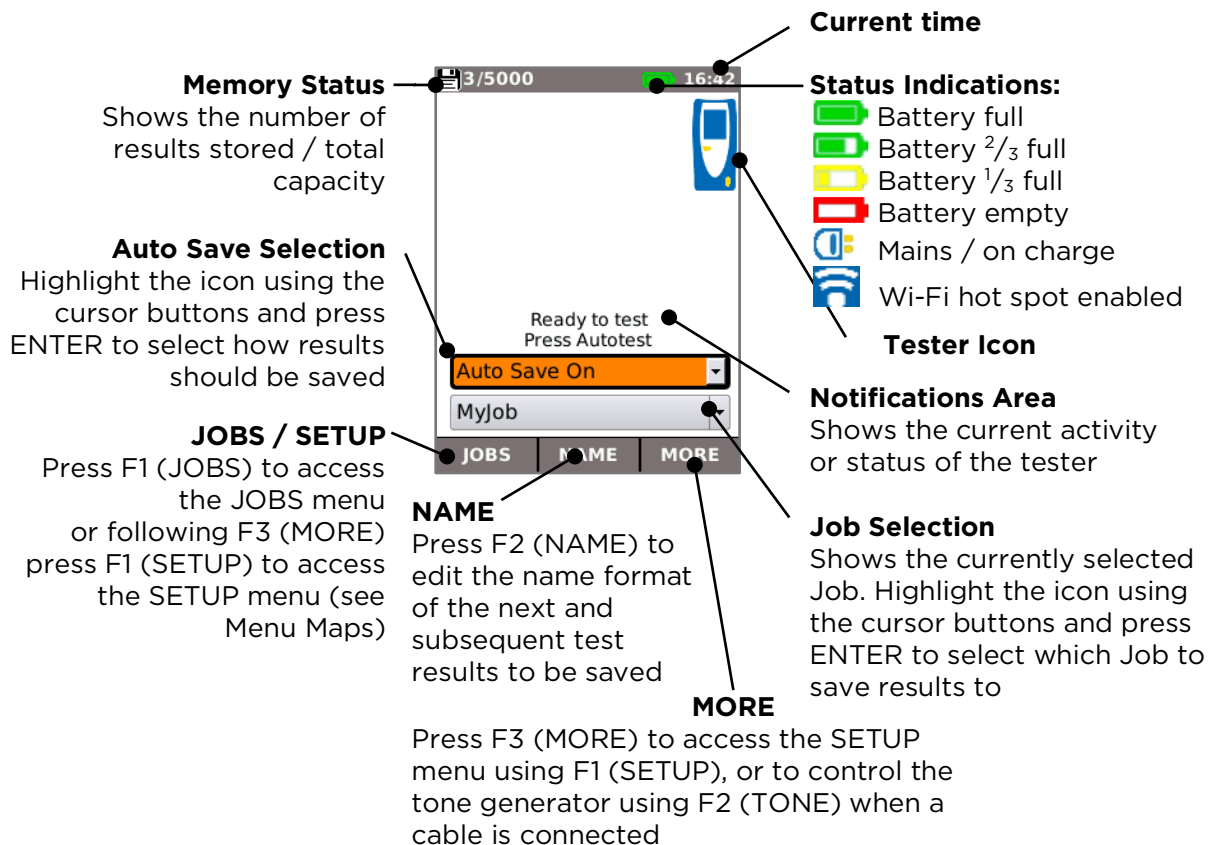 Current time
3/5000
16:42
Memory Status
Shows the number of
results stored / total
capacity
Status Indications:
Battery full
Battery 2/3 full
Battery 1/3 full
Battery empty
Mains / on charge
Wi-Fi hot spot enabled
Tester Icon
Auto Save Selection
Highlight the icon using the
cursor buttons and press
ENTER to select how results
should be saved
Ready to test
Press Autotest
Auto Save On
MyJob
JOBS
NAME
MORE
Notifications Area
Shows the current activity
or status of the tester
JOBS / SETUP
Press F1 (JOBS) to access
the JOBS menu
or following F3 (MORE)
press F1 (SETUP) to access
the SETUP menu (see
Menu Maps)
NAME
Press F2 (NAME) to
edit the name format
of the next and
subsequent test
results to be saved
Job Selection
Shows the currently selected
Job. Highlight the icon using
the cursor buttons and press
ENTER to select which Job to
save results to
MORE
Press F3 (MORE) to access the SETUP
menu using F1 (SETUP), or to control the
tone generator using F2 (TONE) when a
cable is connected